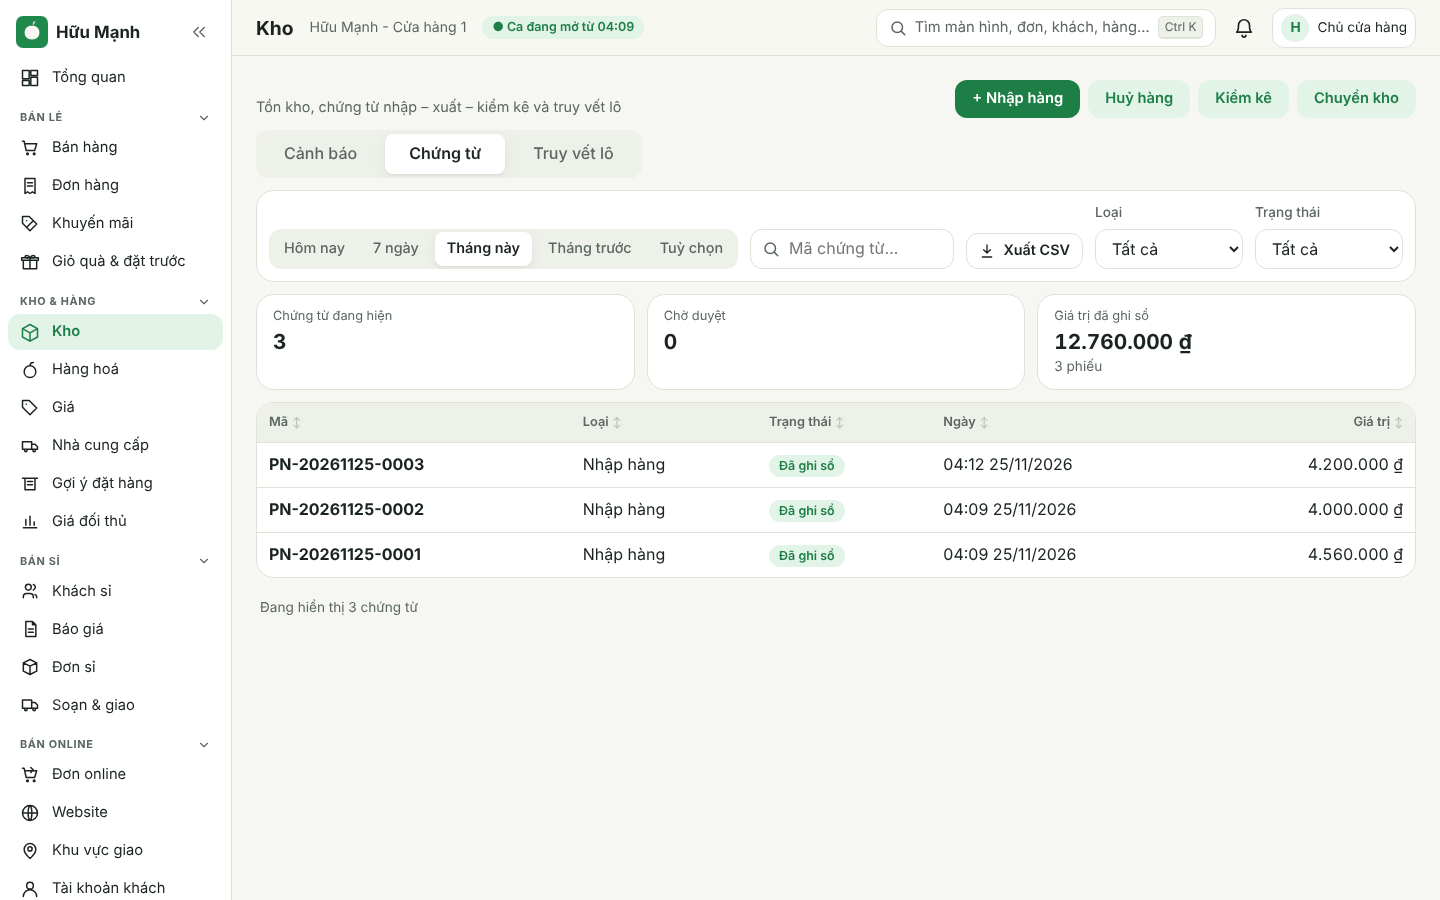 Hữu Mạnh
Tổng quan
BÁN LẺ
Bán hàng
Đơn hàng
Khuyến mãi
Giỏ quà & đặt trước
KHO & HÀNG
Kho
Hàng hoá
Giá
Nhà cung cấp
Gợi ý đặt hàng
Giá đối thủ
BÁN SỈ
Khách sỉ
Báo giá
Đơn sỉ
Soạn & giao
BÁN ONLINE
Đơn online
Website
Khu vực giao
Tài khoản khách
Kho Hữu Mạnh - Cửa hàng 1 Ca đang mở từ 04:09 Tìm màn hình, đơn, khách, hàng... Ctrl K H Chủ cửa hàng
Tồn kho, chứng từ nhập – xuất – kiểm kê và truy vết lô + Nhập hàng Huỷ hàng Kiểm kê Chuyển kho
Cảnh báo Chứng từ Truy vết lô
Loại Trạng thái
Hôm nay 7 ngày Tháng này Tháng trước Tuỳ chọn Mã chứng từ... Xuất CSV Tất cả Tất cả
Chứng từ đang hiện Chờ duyệt Giá trị đã ghi sổ
3 0 12.760.000 ₫
3 phiếu
Mã Loại Trạng thái Ngày Giá trị
PN-20261125-0003 Nhập hàng Đã ghi sổ 04:12 25/11/2026 4.200.000 ₫
PN-20261125-0002 Nhập hàng Đã ghi sổ 04:09 25/11/2026 4.000.000 ₫
PN-20261125-0001 Nhập hàng Đã ghi sổ 04:09 25/11/2026 4.560.000 ₫
Đang hiển thị 3 chứng từ